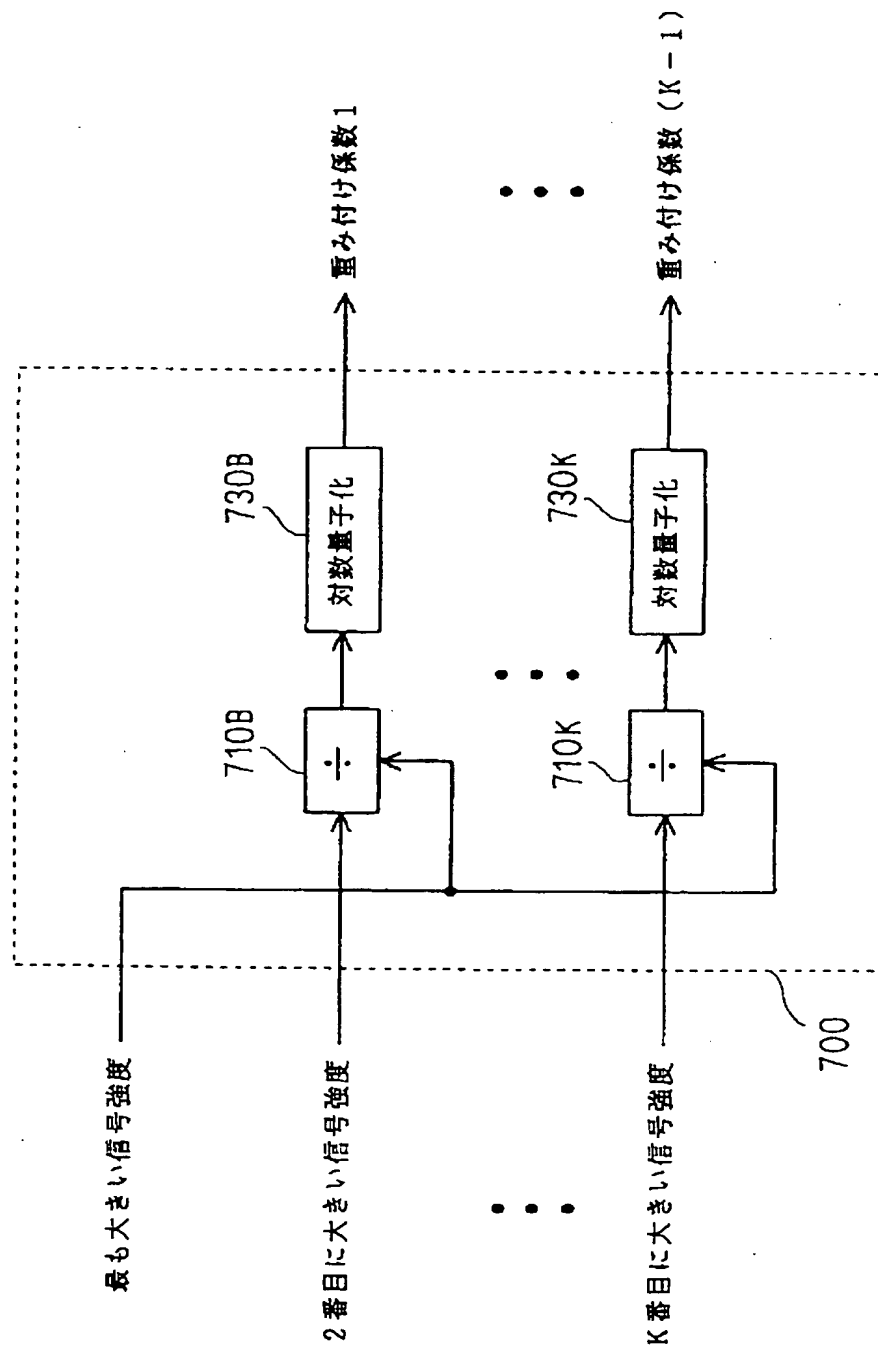 最も大きい信号強度
2番目に大きい信号強度
710B
÷
730B
対数量子化
重み付け係数1
K番目に大きい信号強度
710K
÷
730K
対数量子化
重み付け係数(K-1)
700